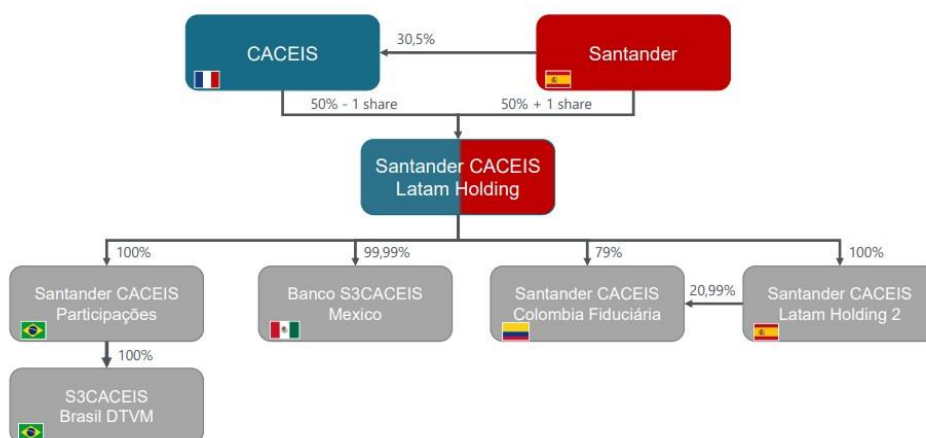 CACEIS
30,5%
Santander
50% - 1 share
50% + 1 share
Santander CACEIS
Latam Holding
100%
99,99%
79%
100%
Santander CACEIS
Participações
Banco S3CACEIS
Mexico
Santander CACEIS
Colombia Fiduciária
20,99%
Santander CACEIS
Latam Holding 2
100%
S3CACEIS
Brasil DTVM